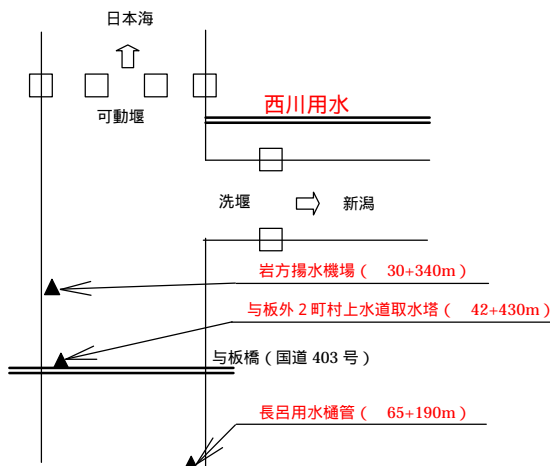 日本海
可動堰
西川用水
洗堰
新潟
岩方揚水機場（ 30+340m）
与板外２町村上水道取水塔（ 42+430m）
与板橋（国道 403 号）
長呂用水樋管（ 65+190m）